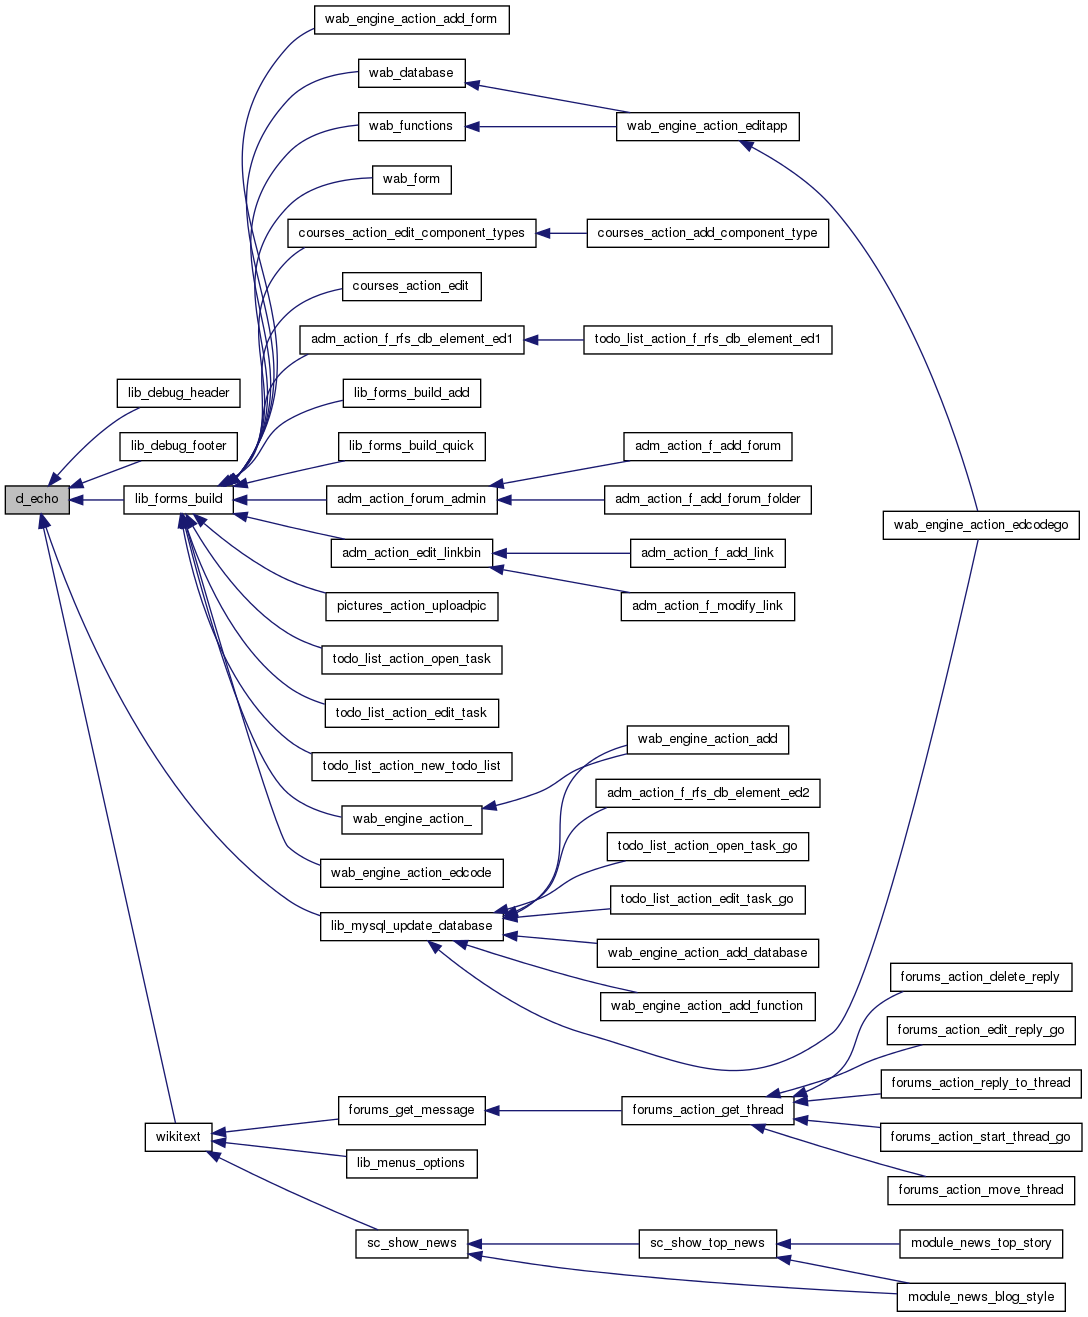 wab_engine_action_add_form
wab_database
wab_functions
wab_engine_action_editapp
wab_form
courses_action_edit_component_types
courses_action_add_component_type
courses_action_edit
adm_action_f_rfs_db_element_ed1
todo_list_action_f_rfs_db_element_ed1
lib_debug_header
lib_forms_build_add
lib_debug_footer
lib_forms_build_quick
adm_action_f_add_forum
d_echo
lib_forms_build
adm_action_forum_admin
adm_action_f_add_forum_folder
wab_engine_action_edcodego
adm_action_edit_linkbin
adm_action_f_add_link
pictures_action_uploadpic
adm_action_f_modify_link
todo_list_action_open_task
todo_list_action_edit_task
wab_engine_action_add
todo_list_action_new_todo_list
adm_action_f_rfs_db_element_ed2
wab_engine_action_
todo_list_action_open_task_go
wab_engine_action_edcode
todo_list_action_edit_task_go
lib_mysql_update_database
wab_engine_action_add_database
forums_action_delete_reply
wab_engine_action_add_function
forums_action_edit_reply_go
forums_action_reply_to_thread
forums_get_message
forums_action_get_thread
wikitext
forums_action_start_thread_go
lib_menus_options
forums_action_move_thread
sc_show_news
sc_show_top_news
module_news_top_story
module_news_blog_style